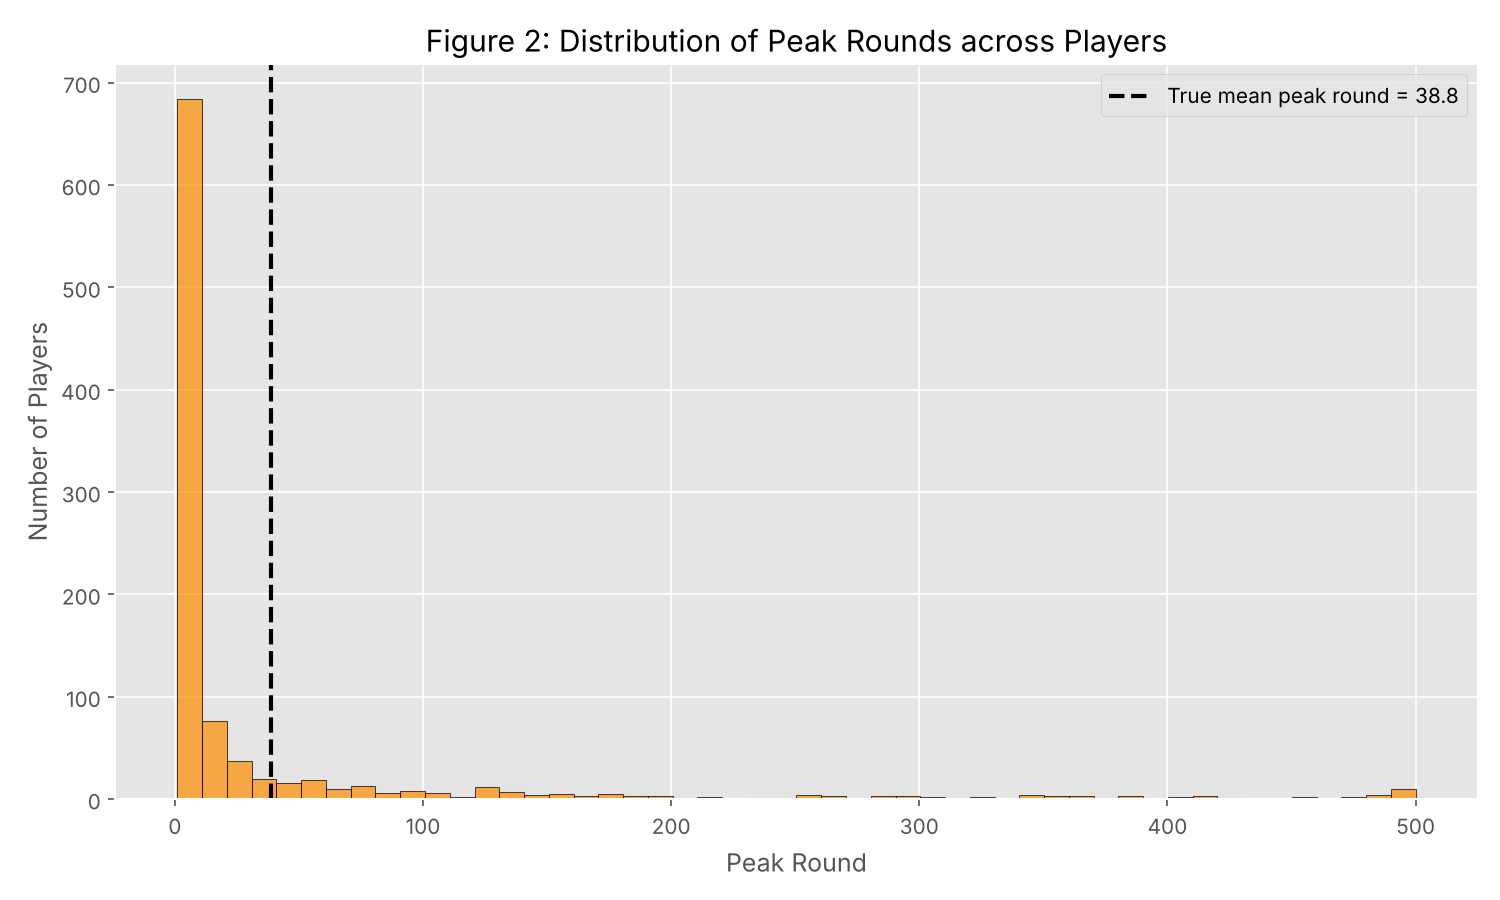 Figure 2: Distribution of Peak Rounds across Players
True mean peak round = 38.8
Number of Players
700
600
500
400
300
200
100
0
0 100 200 300 400 500
Peak Round